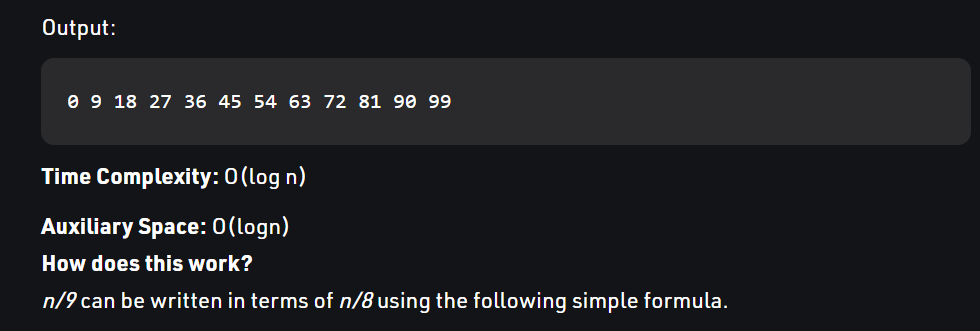 Output:
0 9 18 27 36 45 54 63 72 81 90 99
Time Complexity: O(log n)
Auxiliary Space: O(logn)
How does this work?
n/9 can be written in terms of n/8 using the following simple formula.